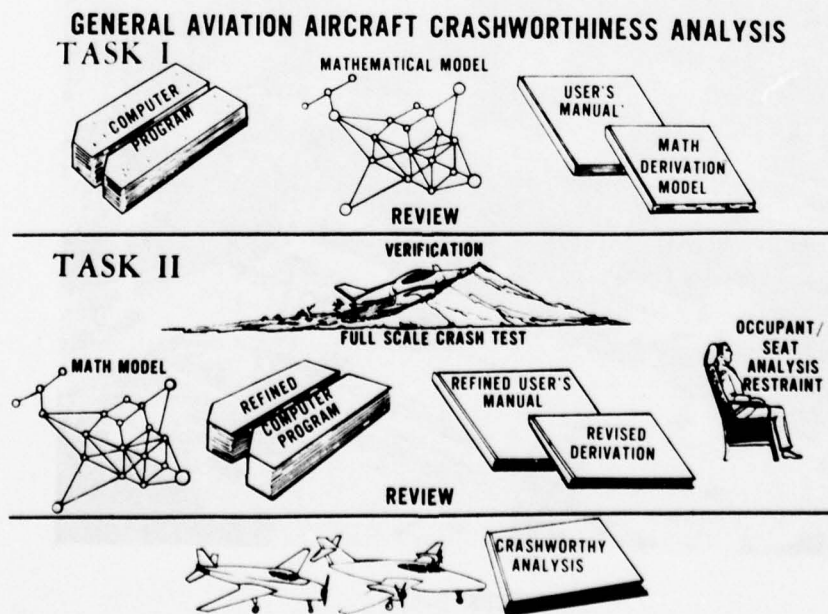 GENERAL AVIATION AIRCRAFT CRASHWORTHINESS ANALYSIS
TASK I
COMPUTER
PROGRAM
MATHEMATICAL MODEL
USER'S
MANUAL
MATH
DERIVATION
MODEL
REVIEW
TASK II
VERIFICATION
FULL SCALE CRASH TEST
MATH MODEL
REFINED
COMPUTER
PROGRAM
REFINED USER'S
MANUAL
REVISED
DERIVATION
OCCUPANT/
SEAT
ANALYSIS
RESTRAINT
REVIEW
CRASHWORTHY
ANALYSIS